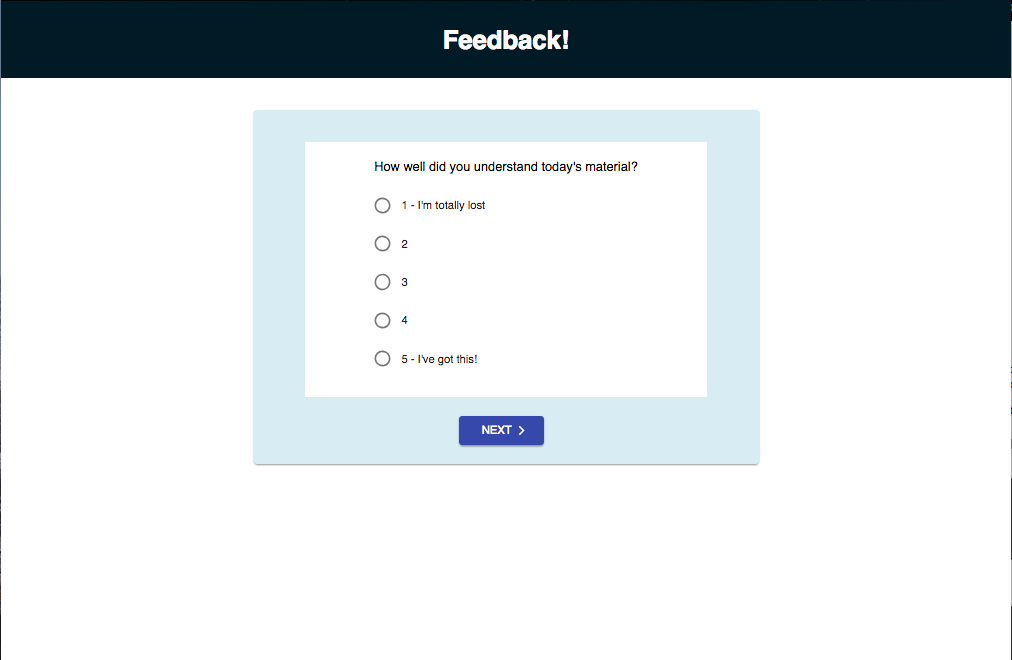 Feedback!
How well did you understand today's material?
1 - I'm totally lost
2
3
4
5 - I've got this!
NEXT